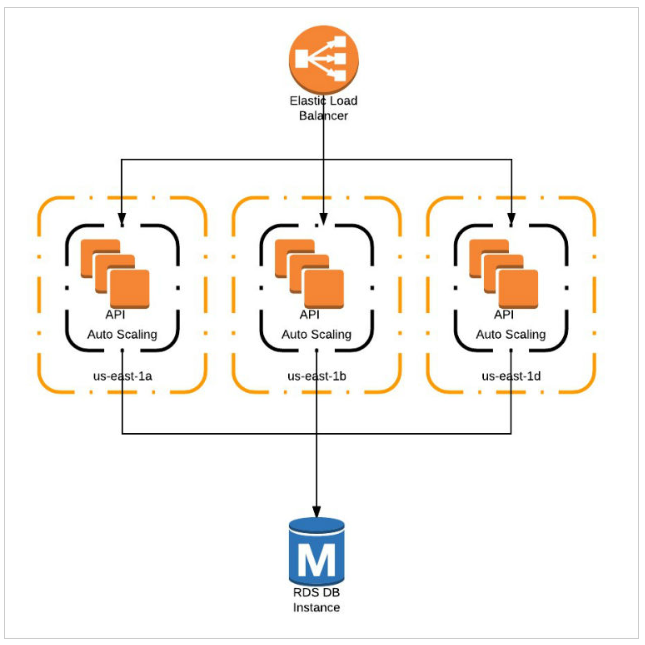 Elastic Load
Balancer
API
Auto Scaling
us-east-1a
API
Auto Scaling
us-east-1b
API
Auto Scaling
us-east-1d
M
RDS DB
Instance